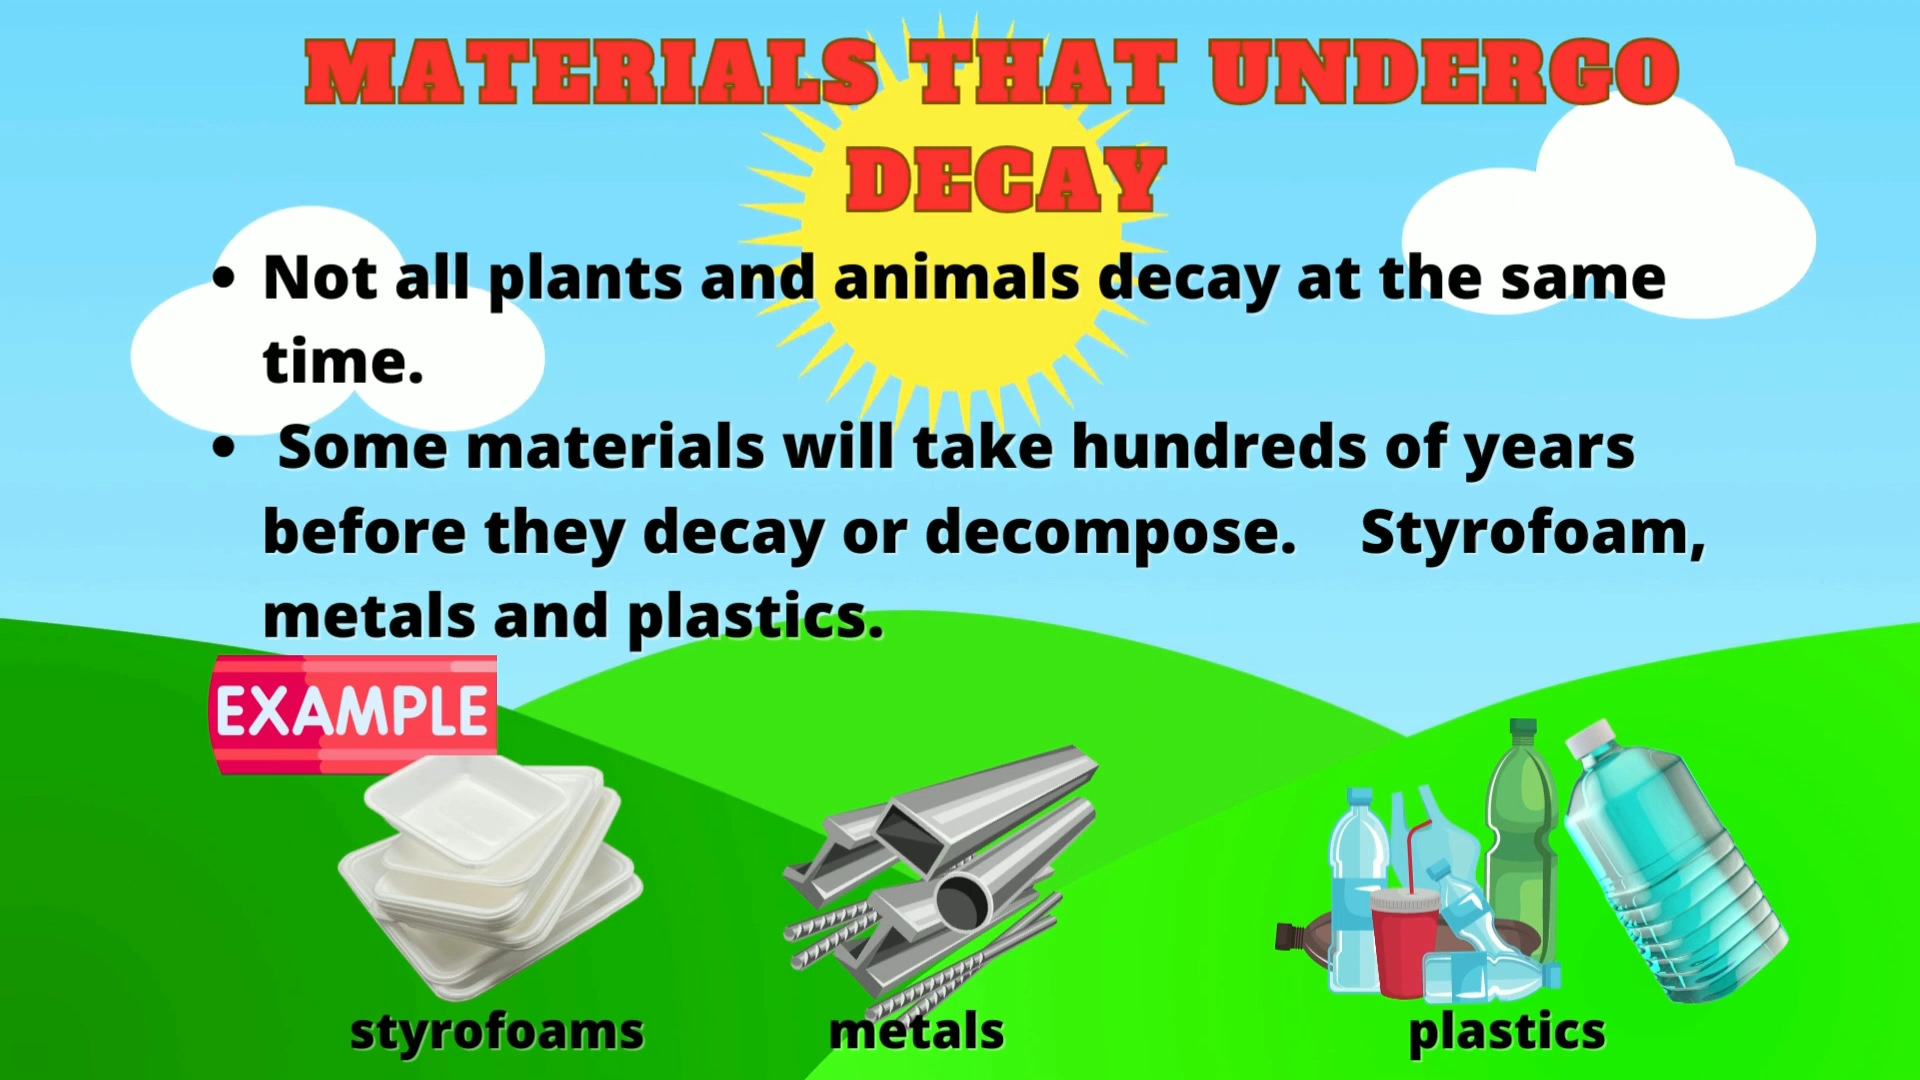 MATERIALS THAT UNDERGO
DECAY
• Not all plants and animals decay at the same
time.
• Some materials will take hundreds of years
before they decay or decompose. Styrofoam,
metals and plastics.
EXAMPLE
styrofoams
metals
plastics